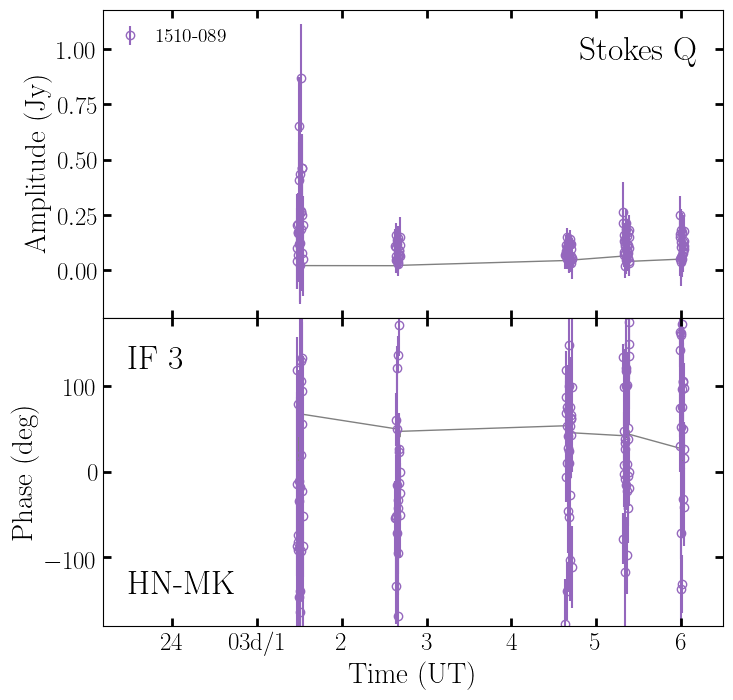 1510-089
Stokes Q
Amplitude (Jy)
1.00
0.75
0.50
0.25
0.00
IF 3
HN-MK
Phase (deg)
100
0
−100
24 03d/1 2 3 4 5 6
Time (UT)